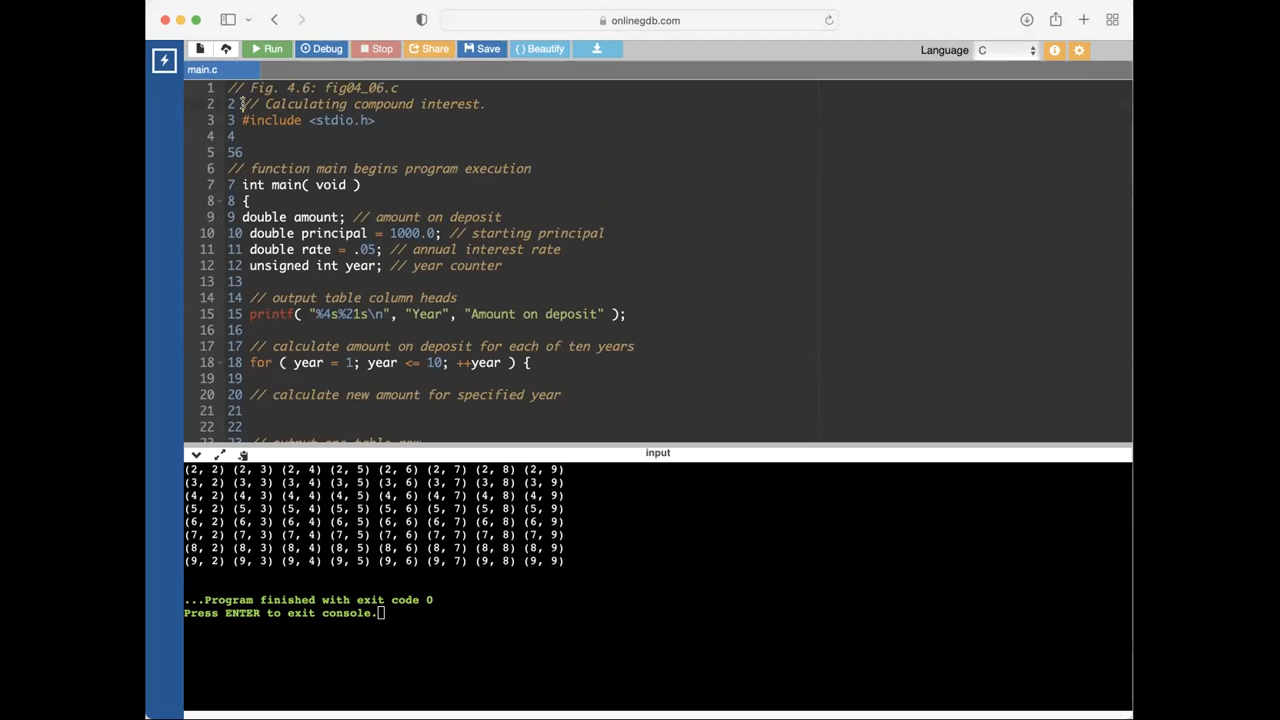 onlinegdb.com
Run Debug Stop Share Save { } Beautify Language C
main.c
1 // Fig. 4.6: fig04_06.c
2 2 // Calculating compound interest.
3 3 #include <stdio.h>
4 4
5 56
6 // function main begins program execution
7 7 int main( void )
8 8 {
9 9 double amount; // amount on deposit
10 10 double principal = 1000.0; // starting principal
11 11 double rate = .05; // annual interest rate
12 12 unsigned int year; // year counter
13 13
14 14 // output table column heads
15 15 printf( "%4s%21s\n", "Year", "Amount on deposit" );
16 16
17 17 // calculate amount on deposit for each of ten years
18 18 for ( year = 1; year <= 10; ++year ) {
19 19
20 20 // calculate new amount for specified year
21 21
22 22
23 23 // output one table row
input
(2, 2) (2, 3) (2, 4) (2, 5) (2, 6) (2, 7) (2, 8) (2, 9)
(3, 2) (3, 3) (3, 4) (3, 5) (3, 6) (3, 7) (3, 8) (3, 9)
(4, 2) (4, 3) (4, 4) (4, 5) (4, 6) (4, 7) (4, 8) (4, 9)
(5, 2) (5, 3) (5, 4) (5, 5) (5, 6) (5, 7) (5, 8) (5, 9)
(6, 2) (6, 3) (6, 4) (6, 5) (6, 6) (6, 7) (6, 8) (6, 9)
(7, 2) (7, 3) (7, 4) (7, 5) (7, 6) (7, 7) (7, 8) (7, 9)
(8, 2) (8, 3) (8, 4) (8, 5) (8, 6) (8, 7) (8, 8) (8, 9)
(9, 2) (9, 3) (9, 4) (9, 5) (9, 6) (9, 7) (9, 8) (9, 9)
...Program finished with exit code 0
Press ENTER to exit console.